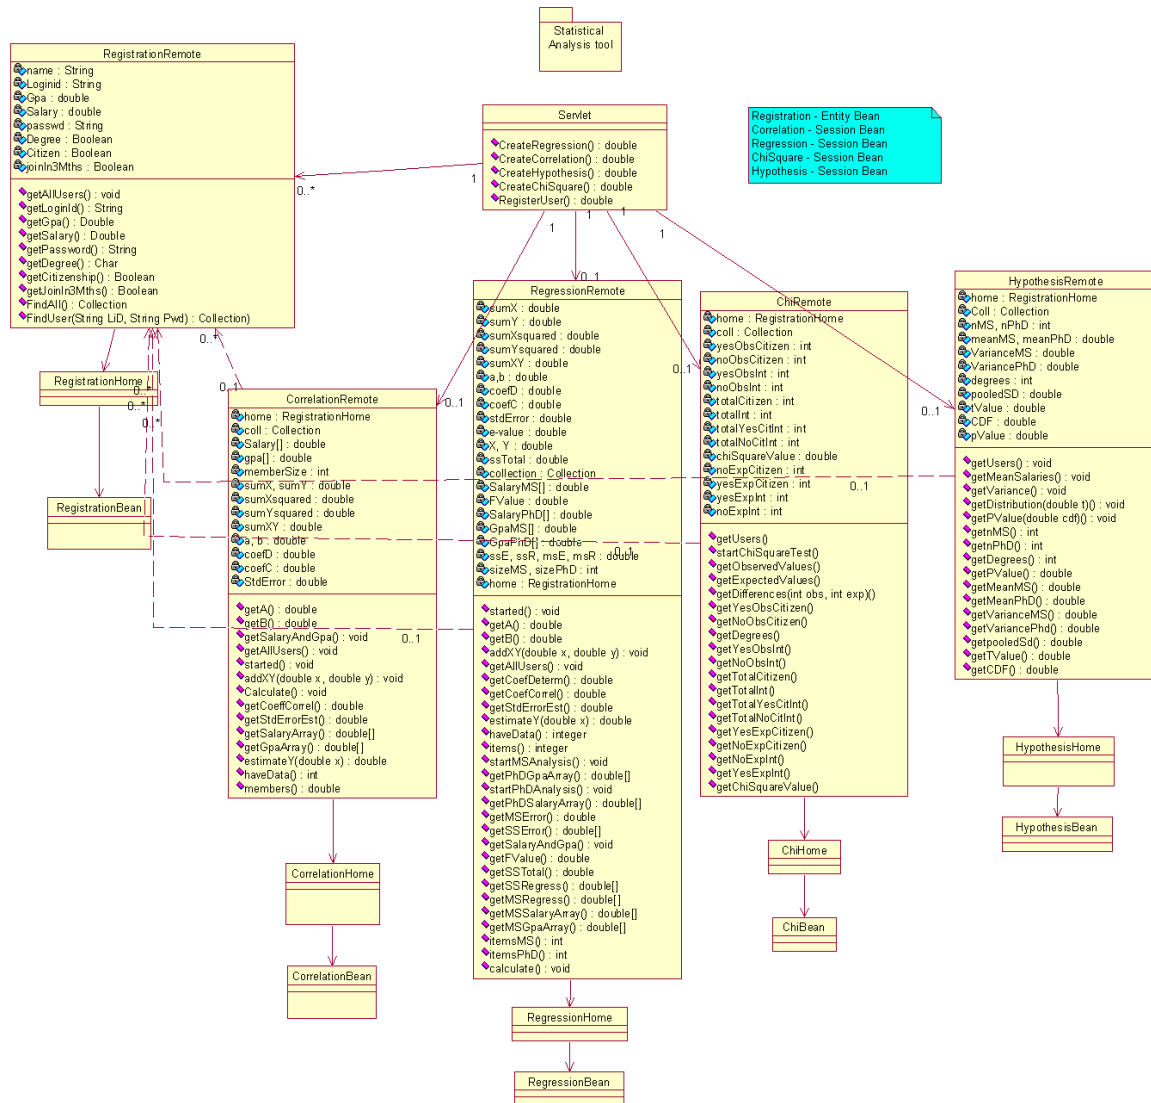 Statistical
Analysis tool
RegistrationRemote
name : String
Loginid : String
Gpa : double
Salary : double
passwd : String
Degree : Boolean
Citizen : Boolean
joinIn3Mths : Boolean
getAllUsers() : void
getLoginId() : String
getGpa() : Double
getSalary() : Double
getPassword() : String
getDegree() : Char
getCitizenship() : Boolean
getJoinIn3Mths() : Boolean
FindAll() : Collection
FindUser(String LiD, String Pwd) : Collection)
Servlet
CreateRegression() : double
CreateCorrelation() : double
CreateHypothesis() : double
CreateChiSquare() : double
RegisterUser() : double
Registration - Entity Bean
Correlation - Session Bean
Regression - Session Bean
ChiSquare - Session Bean
Hypothesis - Session Bean
0..*
1
1
1
1
1
0..1
0..1
0..1
0..1
0..*
0..1
0..*
0..*
0..*
0..1
0..1
0..1
RegistrationHome
RegistrationBean
CorrelationRemote
home : RegistrationHome
coll : Collection
Salary[] : double
gpa[] : double
memberSize : int
sumX, sumY : double
sumXsquared : double
sumYsquared : double
sumXY : double
a, b : double
coefD : double
coefC : double
StdError : double
getA() : double
getB() : double
getSalaryAndGpa() : void
getAllUsers() : void
started() : void
addXY(double x, double y) : void
Calculate() : void
getCoeffCorrel() : double
getStdErrorEst() : double
getSalaryArray() : double[]
getGpaArray() : double[]
estimateY(double x) : double
haveData() : int
members() : double
CorrelationHome
CorrelationBean
RegressionRemote
sumX : double
sumY : double
sumXsquared : double
sumYsquared : double
sumXY : double
a,b : double
coefD : double
coefC : double
stdError : double
e-value : double
X, Y : double
ssTotal : double
collection : Collection
SalaryMS[] : double
FValue : double
SalaryPhD[] : double
GpaMS[] : double
GpaPhD[] : double
ssE, ssR, msE, msR : double
sizeMS, sizePhD : int
home : RegistrationHome
started() : void
getA() : double
getB() : double
addXY(double x, double y) : void
getAllUsers() : void
getCoefDeterm() : double
getCoefCorrel() : double
getStdErrorEst() : double
estimateY(double x) : double
haveData() : integer
items() : integer
startMSAnalysis() : void
getPhDGpaArray() : double[]
startPhDAnalysis() : void
getPhDSalaryArray() : double[]
getMSError() : double
getSSError() : double[]
getSalaryAndGpa() : void
getFValue() : double
getSSTotal() : double
getSSRegress() : double[]
getMSRegress() : double[]
getMSSalaryArray() : double[]
getMSGpaArray() : double[]
itemsMS() : int
itemsPhD() : int
calculate() : void
RegressionHome
RegressionBean
ChiRemote
home : RegistrationHome
coll : Collection
yesObsCitizen : int
noObsCitizen : int
yesObsInt : int
noObsInt : int
totalCitizen : int
totalInt : int
totalYesCitInt : int
totalNoCitInt : int
chiSquareValue : double
noExpCitizen : int
yesExpCitizen : int
yesExpInt : int
noExpInt : int
getUsers()
startChiSquareTest()
getObservedValues()
getExpectedValues()
getDifferences(int obs, int exp)()
getYesObsCitizen()
getNoObsCitizen()
getDegrees()
getYesObsInt()
getNoObsInt()
getTotalCitizen()
getTotalInt()
getTotalYesCitInt()
getTotalNoCitInt()
getYesExpCitizen()
getNoExpCitizen()
getNoExpInt()
getYesExpInt()
getChiSquareValue()
ChiHome
ChiBean
HypothesisRemote
home : RegistrationHome
Coll : Collection
nMS, nPhD : int
meanMS, meanPhD : double
VarianceMS : double
VariancePhD : double
degrees : int
pooledSD : double
tValue : double
CDF : double
pValue : double
getUsers() : void
getMeanSalaries() : void
getVariance() : void
getDistribution(double t)() : void
getPValue(double cdf)() : void
getnMS() : int
getnPhD() : int
getDegrees() : int
getPValue() : double
getMeanMS() : double
getMeanPhD() : double
getVarianceMS() : double
getVariancePhd() : double
getpooledSd() : double
getTValue() : double
getCDF() : double
HypothesisHome
HypothesisBean